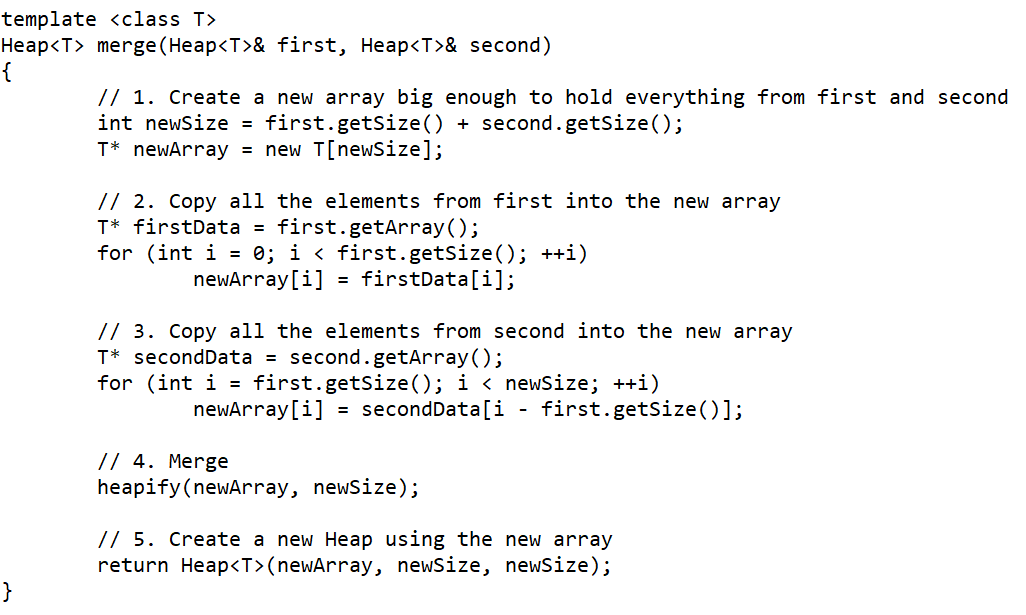 template <class T>
Heap<T> merge(Heap<T>& first, Heap<T>& second)
{
        // 1. Create a new array big enough to hold everything from first and second
        int newSize = first.getSize() + second.getSize();
        T* newArray = new T[newSize];

        // 2. Copy all the elements from first into the new array
        T* firstData = first.getArray();
        for (int i = 0; i < first.getSize(); ++i)
                newArray[i] = firstData[i];

        // 3. Copy all the elements from second into the new array
        T* secondData = second.getArray();
        for (int i = first.getSize(); i < newSize; ++i)
                newArray[i] = secondData[i - first.getSize()];

        // 4. Merge
        heapify(newArray, newSize);

        // 5. Create a new Heap using the new array
        return Heap<T>(newArray, newSize, newSize);
}